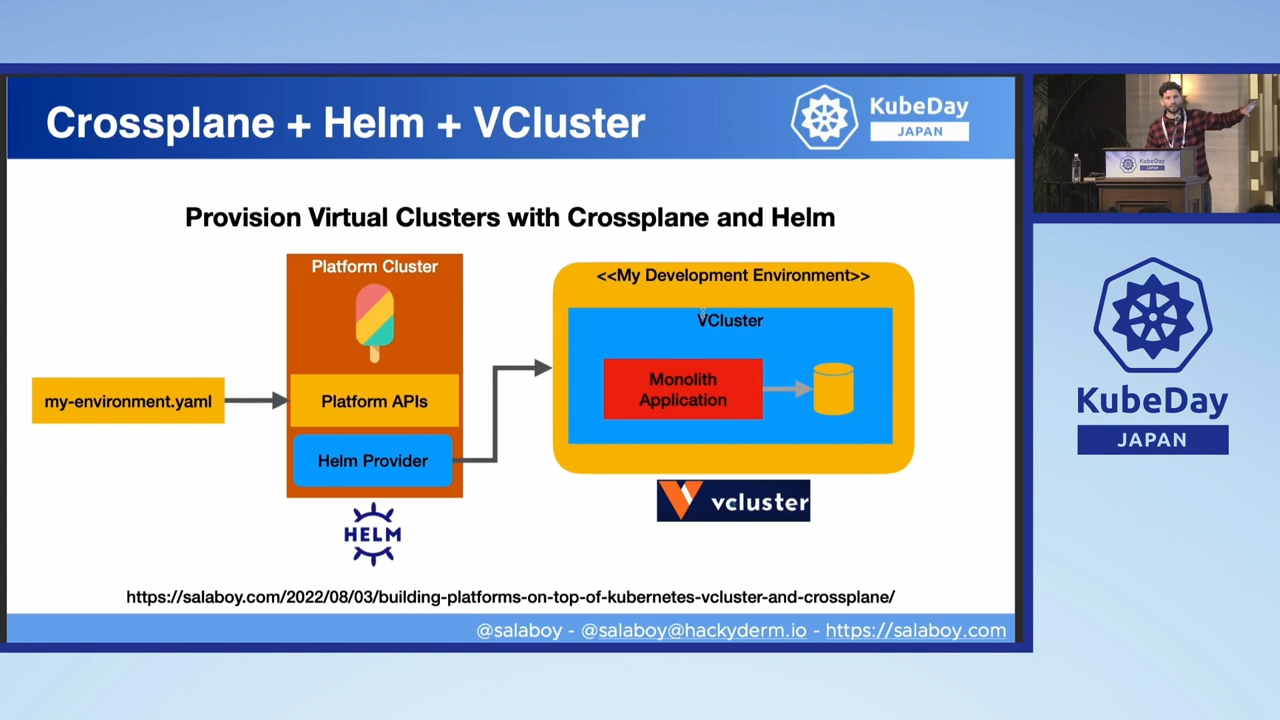 Crossplane + Helm + VCluster
KubeDay
JAPAN
Provision Virtual Clusters with Crossplane and Helm
Platform Cluster
<<My Development Environment>>
VCluster
my-environment.yaml
Platform APIs
Monolith
Application
Helm Provider
HELM
vcluster
https://salaboy.com/2022/08/03/building-platforms-on-top-of-kubernetes-vcluster-and-crossplane/
@salaboy - @salaboy@hackyderm.io - https://salaboy.com
KubeDay
JAPAN
KubeDay
JAPAN